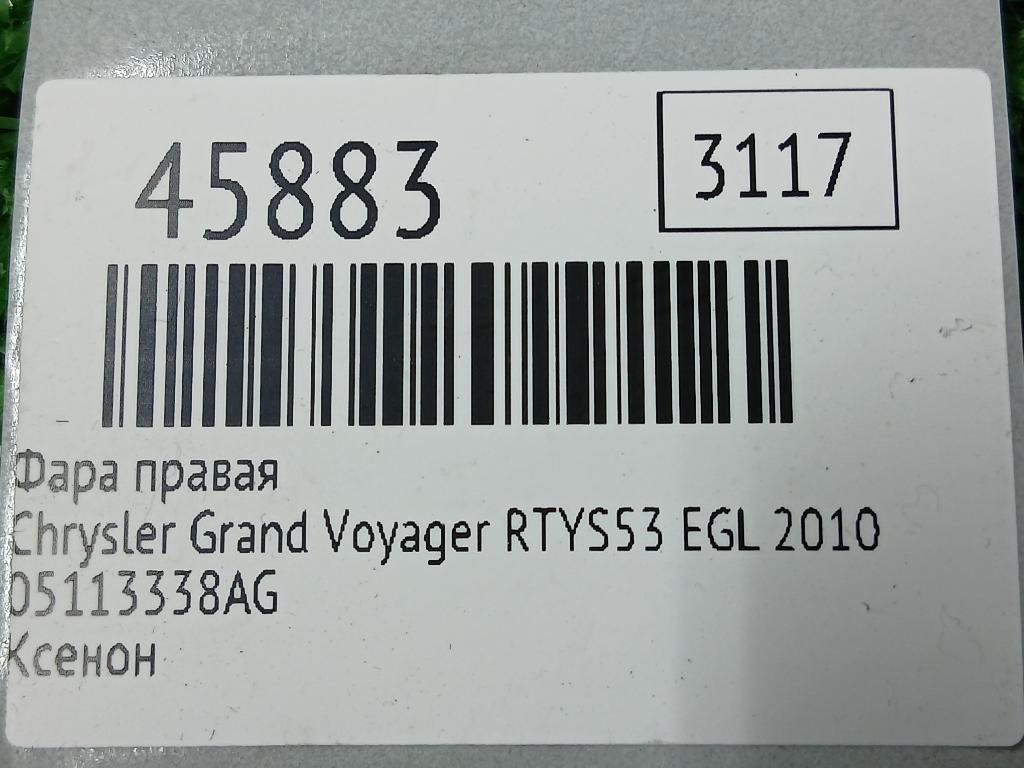 45883
3117
Фара правая
Chrysler Grand Voyager RTYS53 EGL 2010
05113338AG
Ксенон